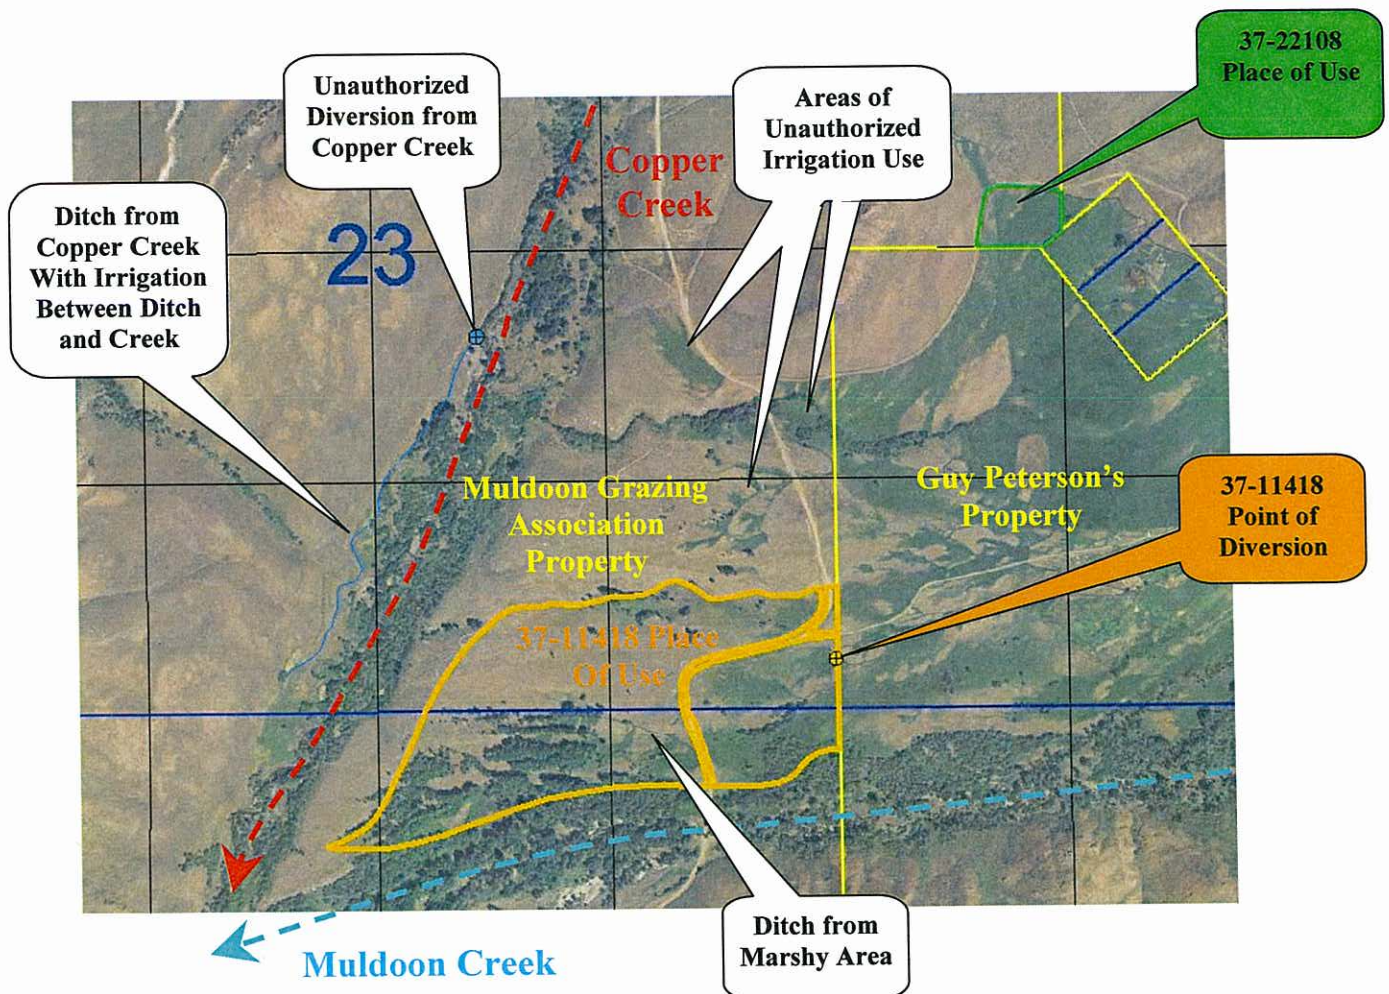 37-22108
Place of Use
Unauthorized
Diversion from
Copper Creek
Areas of
Unauthorized
Irrigation Use
Copper
Creek
Ditch from
Copper Creek
With Irrigation
Between Ditch
and Creek
23
Muldoon Grazing
Association
Property
Guy Peterson's
Property
37-11418
Point of
Diversion
37-11418 Place
Of Use
Ditch from
Marshy Area
Muldoon Creek